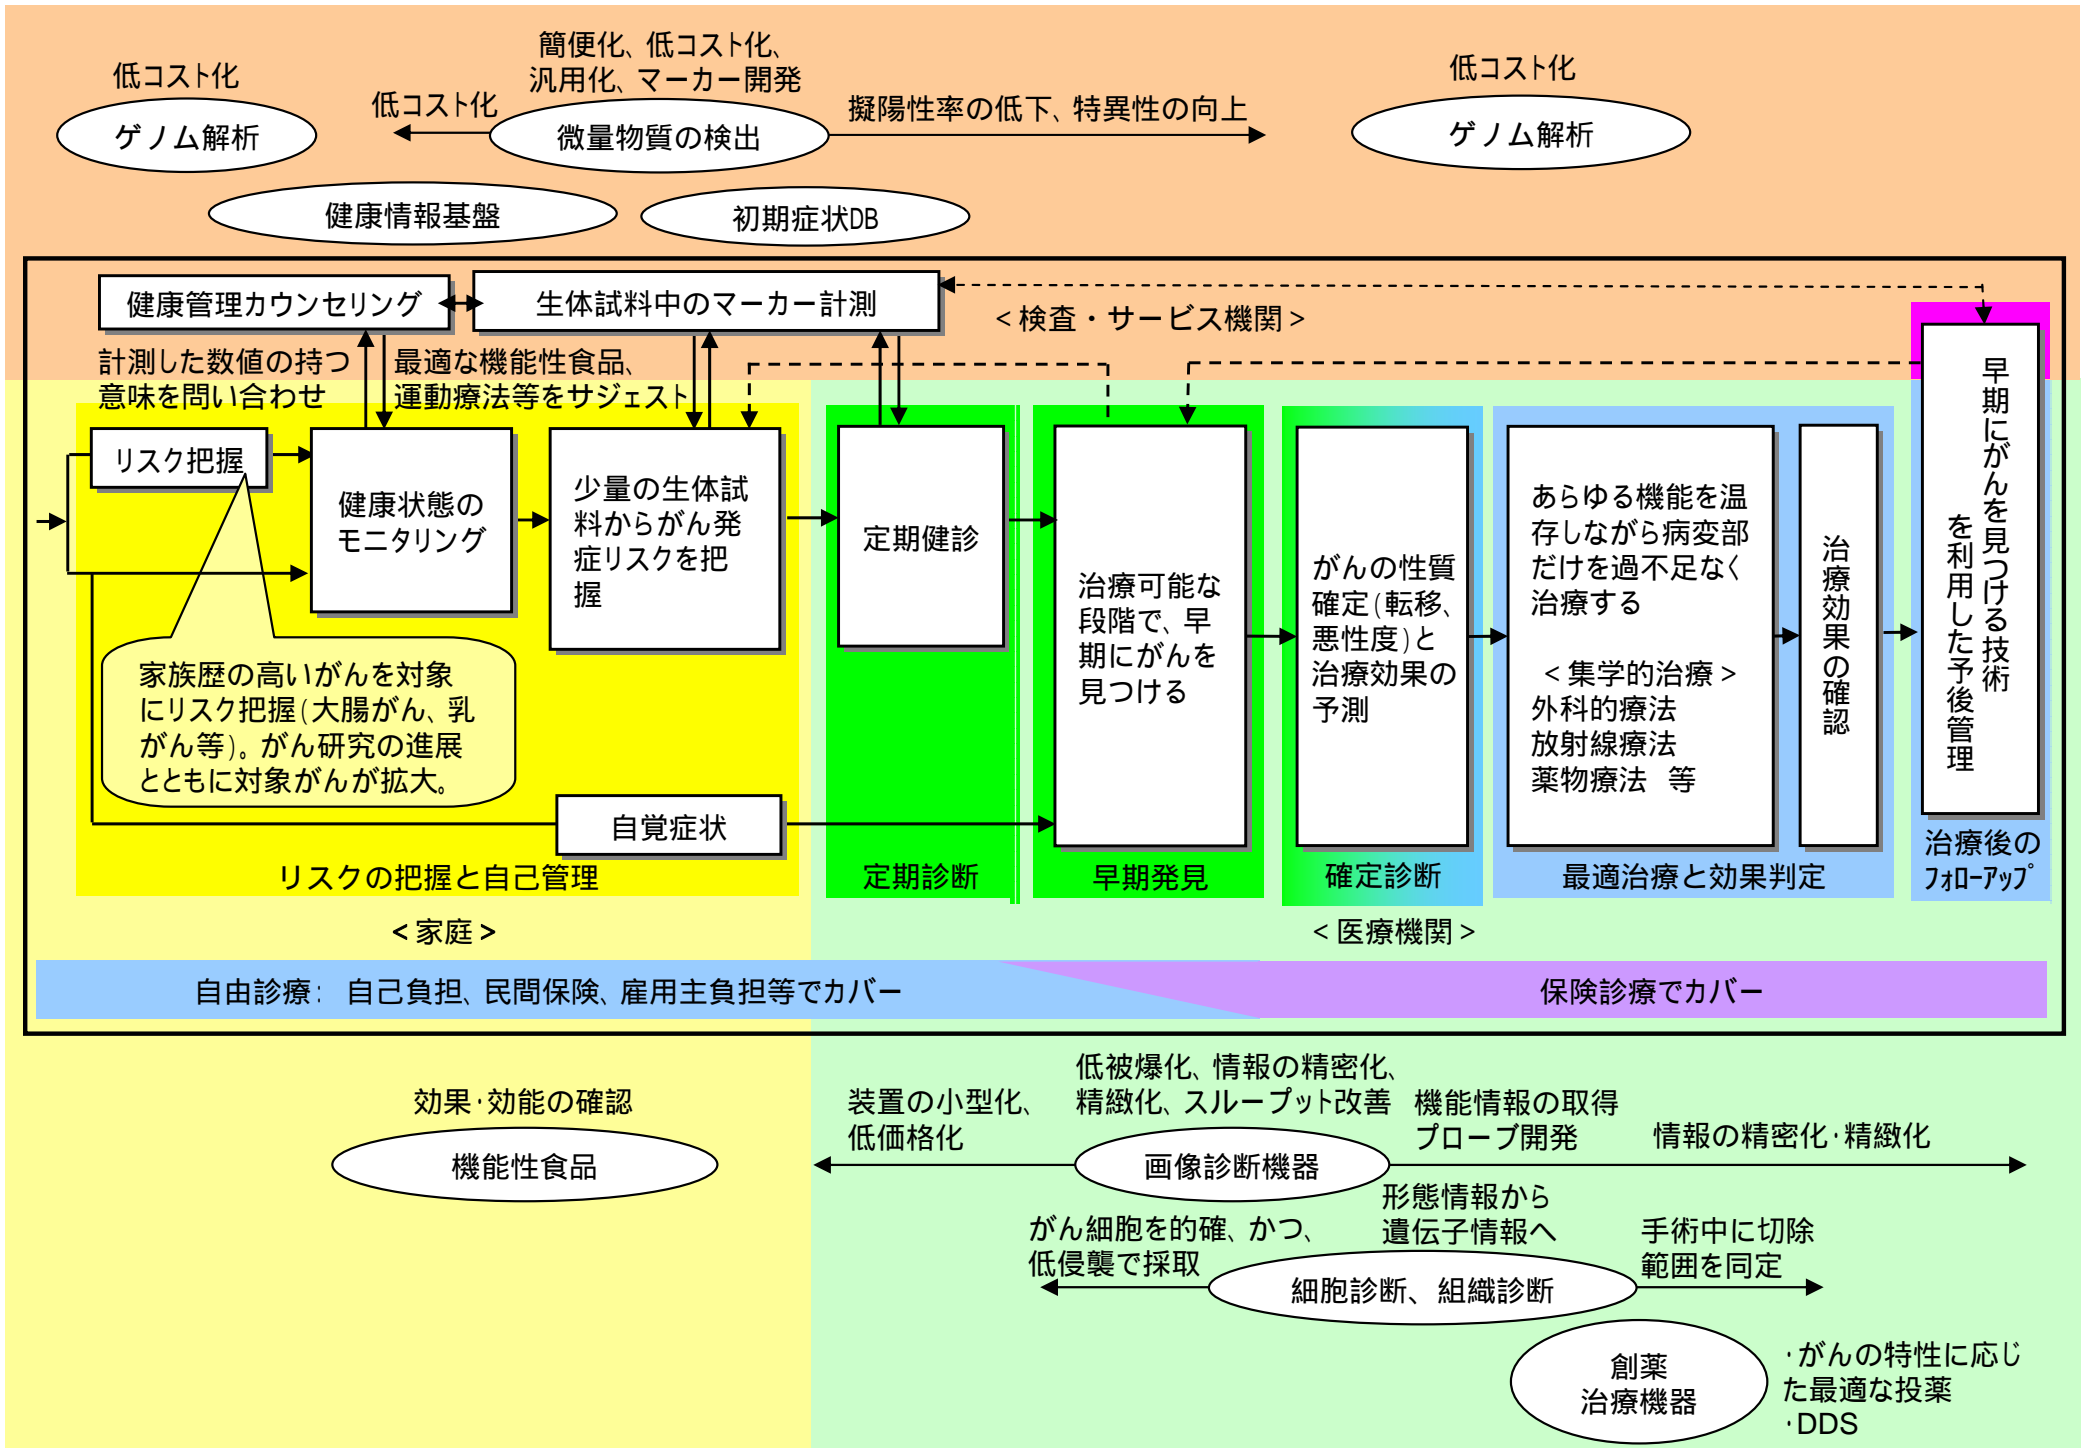 低コスト化
ゲノム解析
低コスト化
簡便化、低コスト化、
汎用化、マーカー開発
微量物質の検出
擬陽性率の低下、特異性の向上
低コスト化
ゲノム解析
健康情報基盤
初期症状DB
健康管理カウンセリング
生体試料中のマーカー計測
<検査・サービス機関>
計測した数値の持つ
意味を問い合わせ
最適な機能性食品、
運動療法等をサジェスト
リスク把握
健康状態の
モニタリング
少量の生体試
料からがん発
症リスクを把
握
定期健診
治療可能な
段階で、早
期にがんを
見つける
がんの性質
確定(転移、
悪性度)と
治療効果の
予測
あらゆる機能を温
存しながら病変部
だけを過不足なく
治療する
<集学的治療>
外科的療法
放射線療法
薬物療法 等
治療効果の確認
早期にがんを見つける技術
を利用した予後管理
家族歴の高いがんを対象
にリスク把握(大腸がん、乳
がん等)。がん研究の進展
とともに対象がんが拡大。
自覚症状
リスクの把握と自己管理
定期診断
早期発見
確定診断
最適治療と効果判定
治療後の
フォローアップ
<家庭>
<医療機関>
自由診療: 自己負担、民間保険、雇用主負担等でカバー
保険診療でカバー
効果・効能の確認
機能性食品
装置の小型化、
低価格化
低被爆化、情報の精密化、
精緻化、スループット改善
画像診断機器
機能情報の取得
プローブ開発
情報の精密化・精緻化
がん細胞を的確、かつ、
低侵襲で採取
形態情報から
遺伝子情報へ
細胞診断、組織診断
手術中に切除
範囲を同定
創薬
治療機器
・がんの特性に応じ
た最適な投薬
・DDS